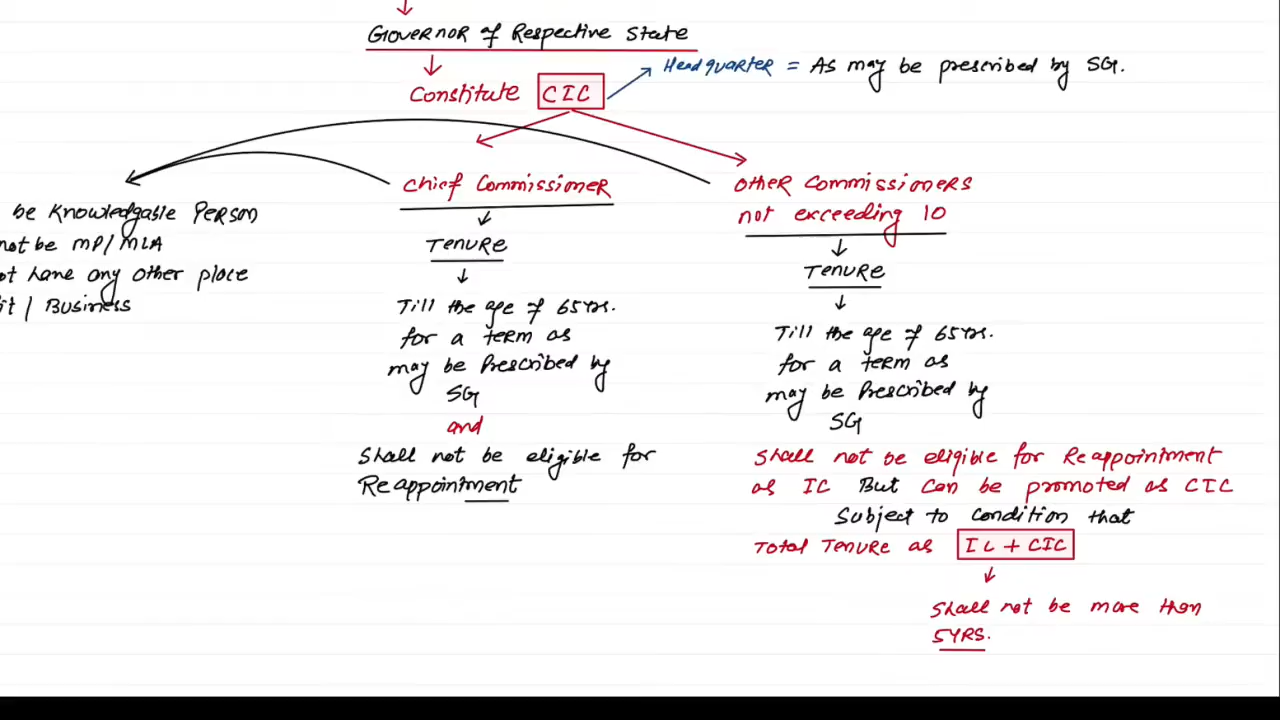 Governor of Respective State
Headquarter = As may be prescribed by SG.
Constitute CIC
Chief Commissioner
Other Commissioners
not exceeding 10
be Knowledgable Person
not be MP/MLA
have any other place
Business
Tenure
Till the age of 65 Yrs.
for a term as
may be Prescribed by
SG
and
Shall not be eligible for
Reappointment
Tenure
Till the age of 65 Yrs.
for a term as
may be Prescribed by
SG
Shall not be eligible for Reappointment
as IC But Can be promoted as CIC
Subject to Condition that
Total Tenure as IC + CIC
Shall not be more than
5YRS.